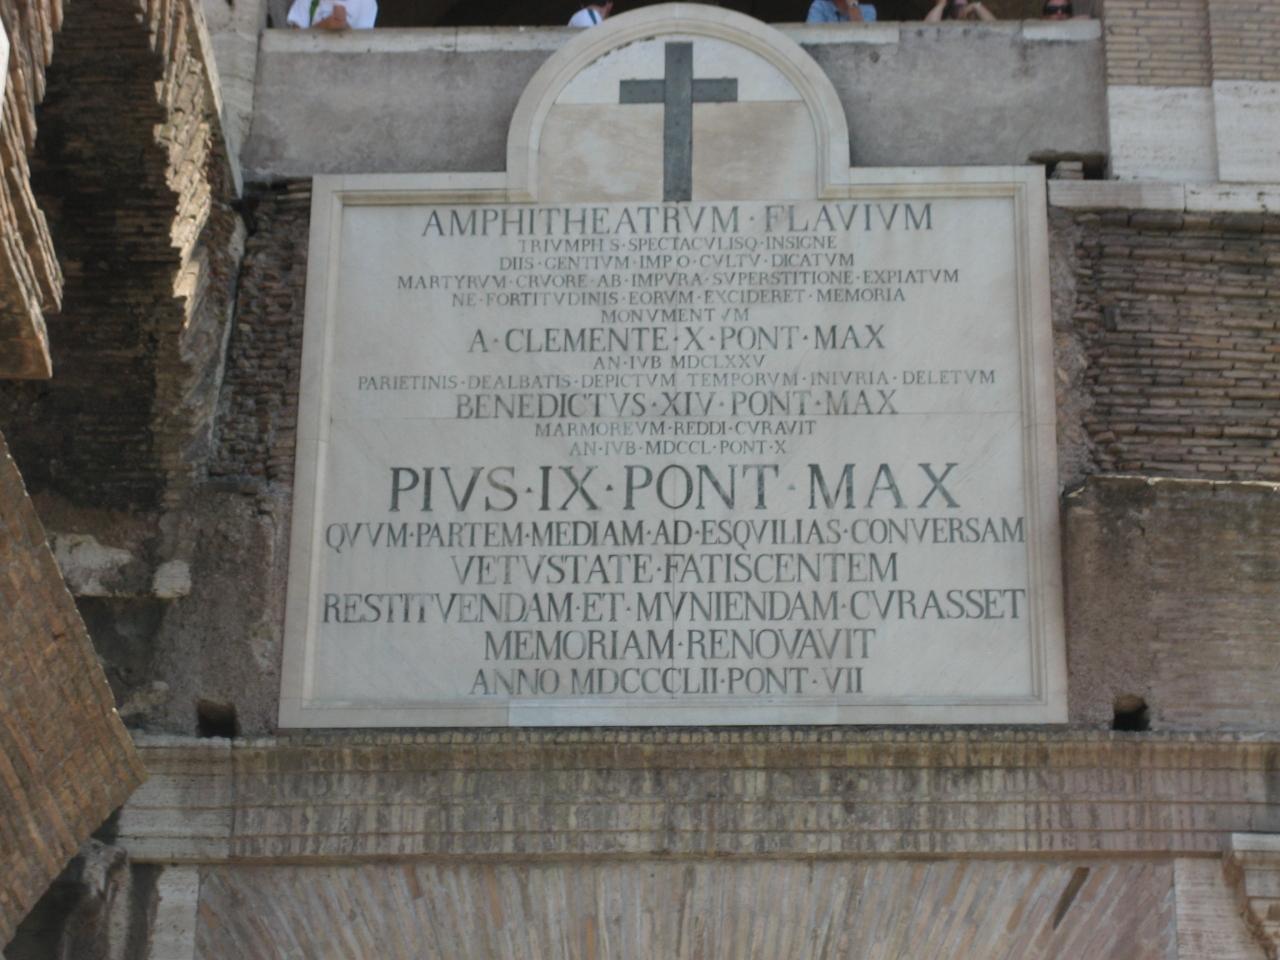 AMPHITHEATRVM · FLAVIVM
TRIVMPHIS · SPECTACVLISQ · INSIGNE
DIIS · GENTIVM · IMPIO · CVLTV · DICATVM
MARTYRVM · CRVORE · AB · IMPVRA · SVPERSTITIONE · EXPIATVM
NE · FORTITVDINIS · EORVM · EXCIDERET · MEMORIA
MONVMENTVM
A · CLEMENTE · X · PONT · MAX
AN · IVB · MDCLXXV
PARIETINIS · DEALBATIS · DEPICTVM · TEMPORVM · INIVRIA · DELETVM
BENEDICTVS · XIV · PONT · MAX
MARMOREVM · REDDI · CVRAVIT
AN · IVB · MDCCL · PONT · X
PIVS · IX · PONT · MAX
QVVM · PARTEM · MEDIAM · AD · ESQVILIAS · CONVERSAM
VETVSTATE · FATISCENTEM
RESTITVENDAM · ET · MVNIENDAM · CVRASSET
MEMORIAM · RENOVAVIT
ANNO MDCCCLII · PONT · VII